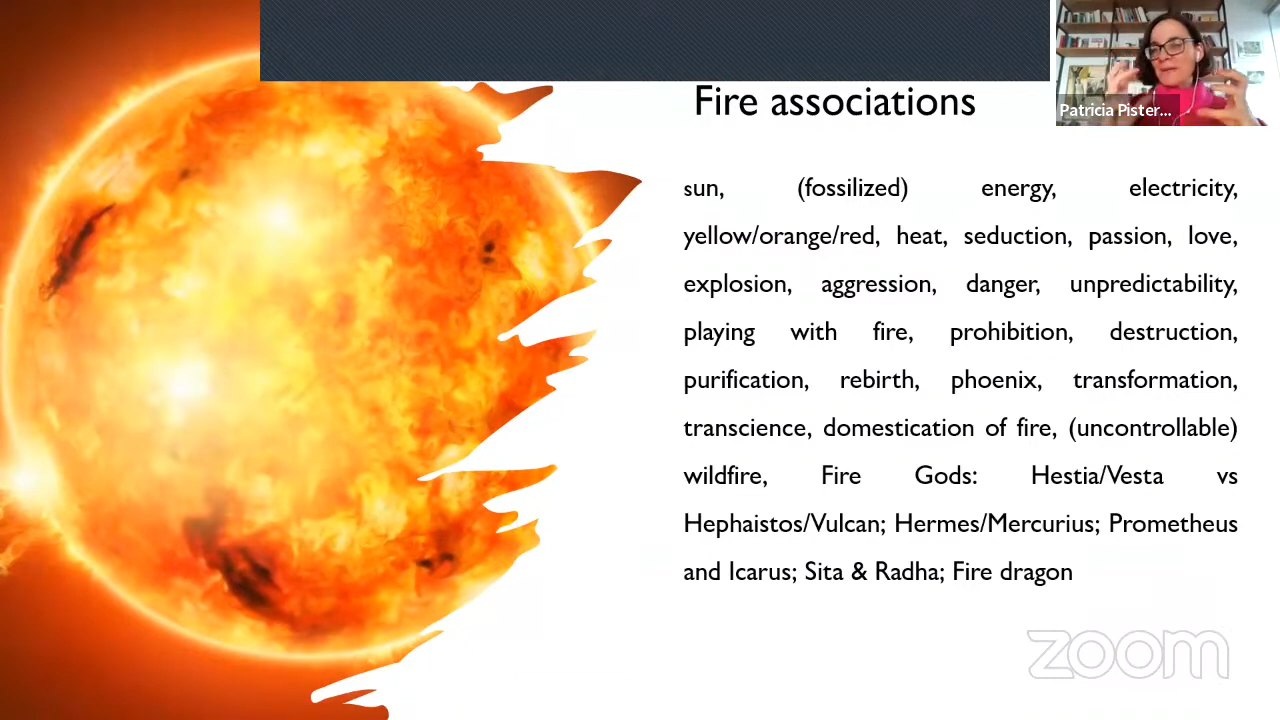 Fire associations
Patricia Pister...
sun, (fossilized) energy, electricity,
yellow/orange/red, heat, seduction, passion, love,
explosion, aggression, danger, unpredictability,
playing with fire, prohibition, destruction,
purification, rebirth, phoenix, transformation,
transcience, domestication of fire, (uncontrollable)
wildfire, Fire Gods: Hestia/Vesta vs
Hephaistos/Vulcan; Hermes/Mercurius; Prometheus
and Icarus; Sita & Radha; Fire dragon
zoom